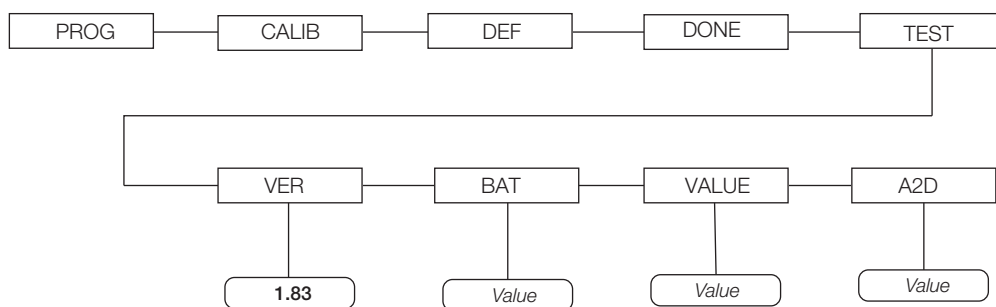 PROG CALIB DEF DONE TEST
VER BAT VALUE A2D
1.83 Value Value Value